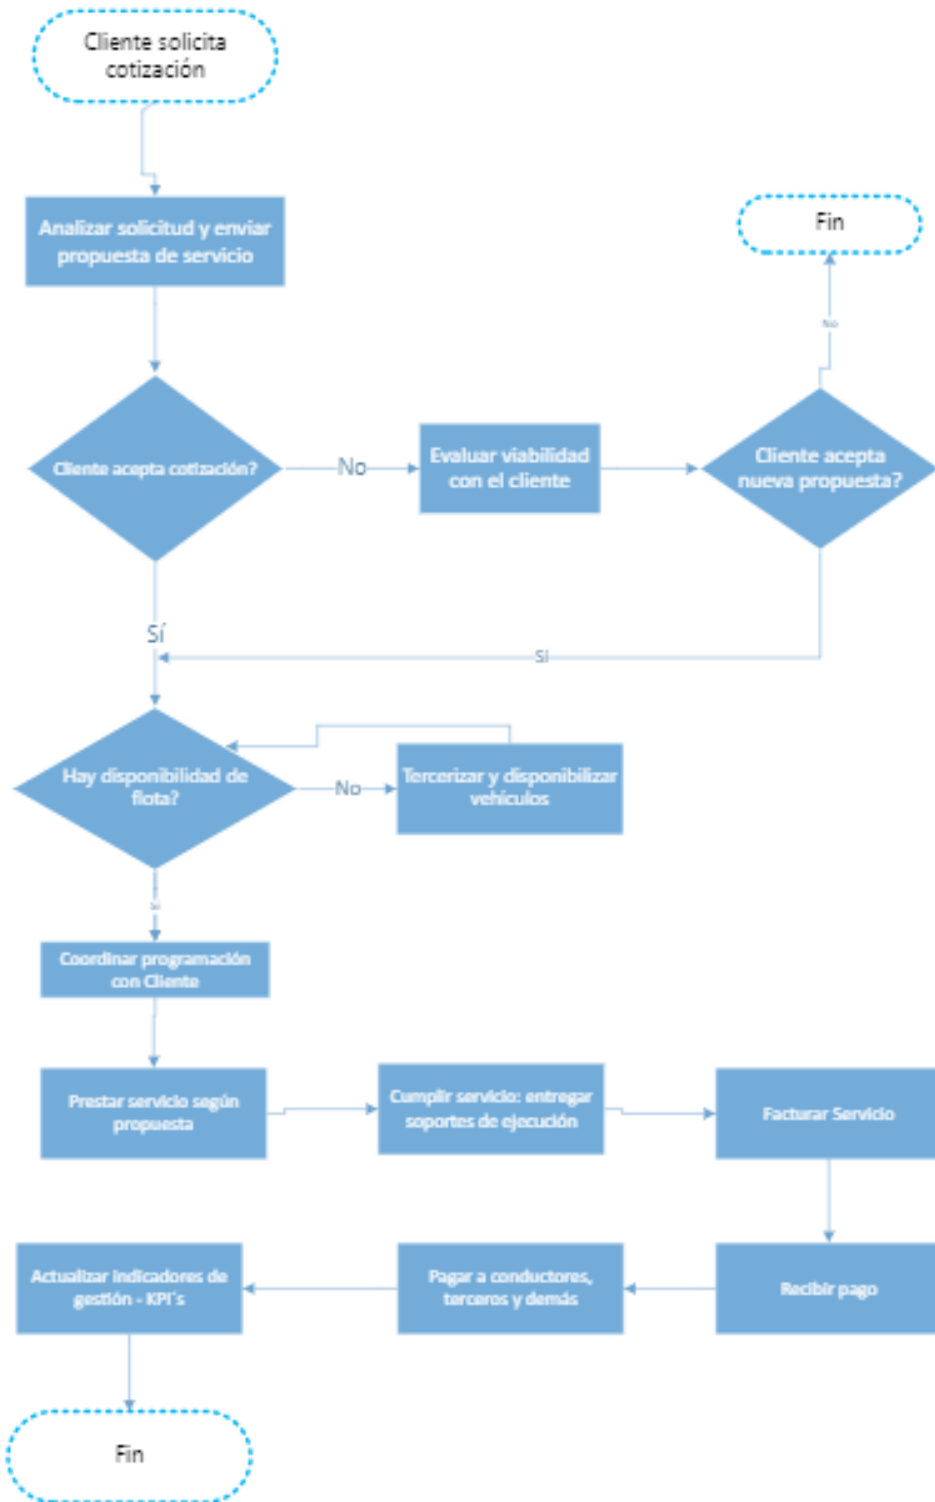 Cliente solicita
cotización
Analizar solicitud y enviar
propuesta de servicio
Fin
No
Cliente acepta cotización?
No
Evaluar viabilidad
con el cliente
Cliente acepta
nueva propuesta?
Sí
Sí
Hay disponibilidad de
flota?
No
Tercerizar y disponibilizar
vehículos
Sí
Coordinar programación
con Cliente
Prestar servicio según
propuesta
Cumplir servicio: entregar
soportes de ejecución
Facturar Servicio
Actualizar indicadores de
gestión - KPI´s
Pagar a conductores,
terceros y demás
Recibir pago
Fin